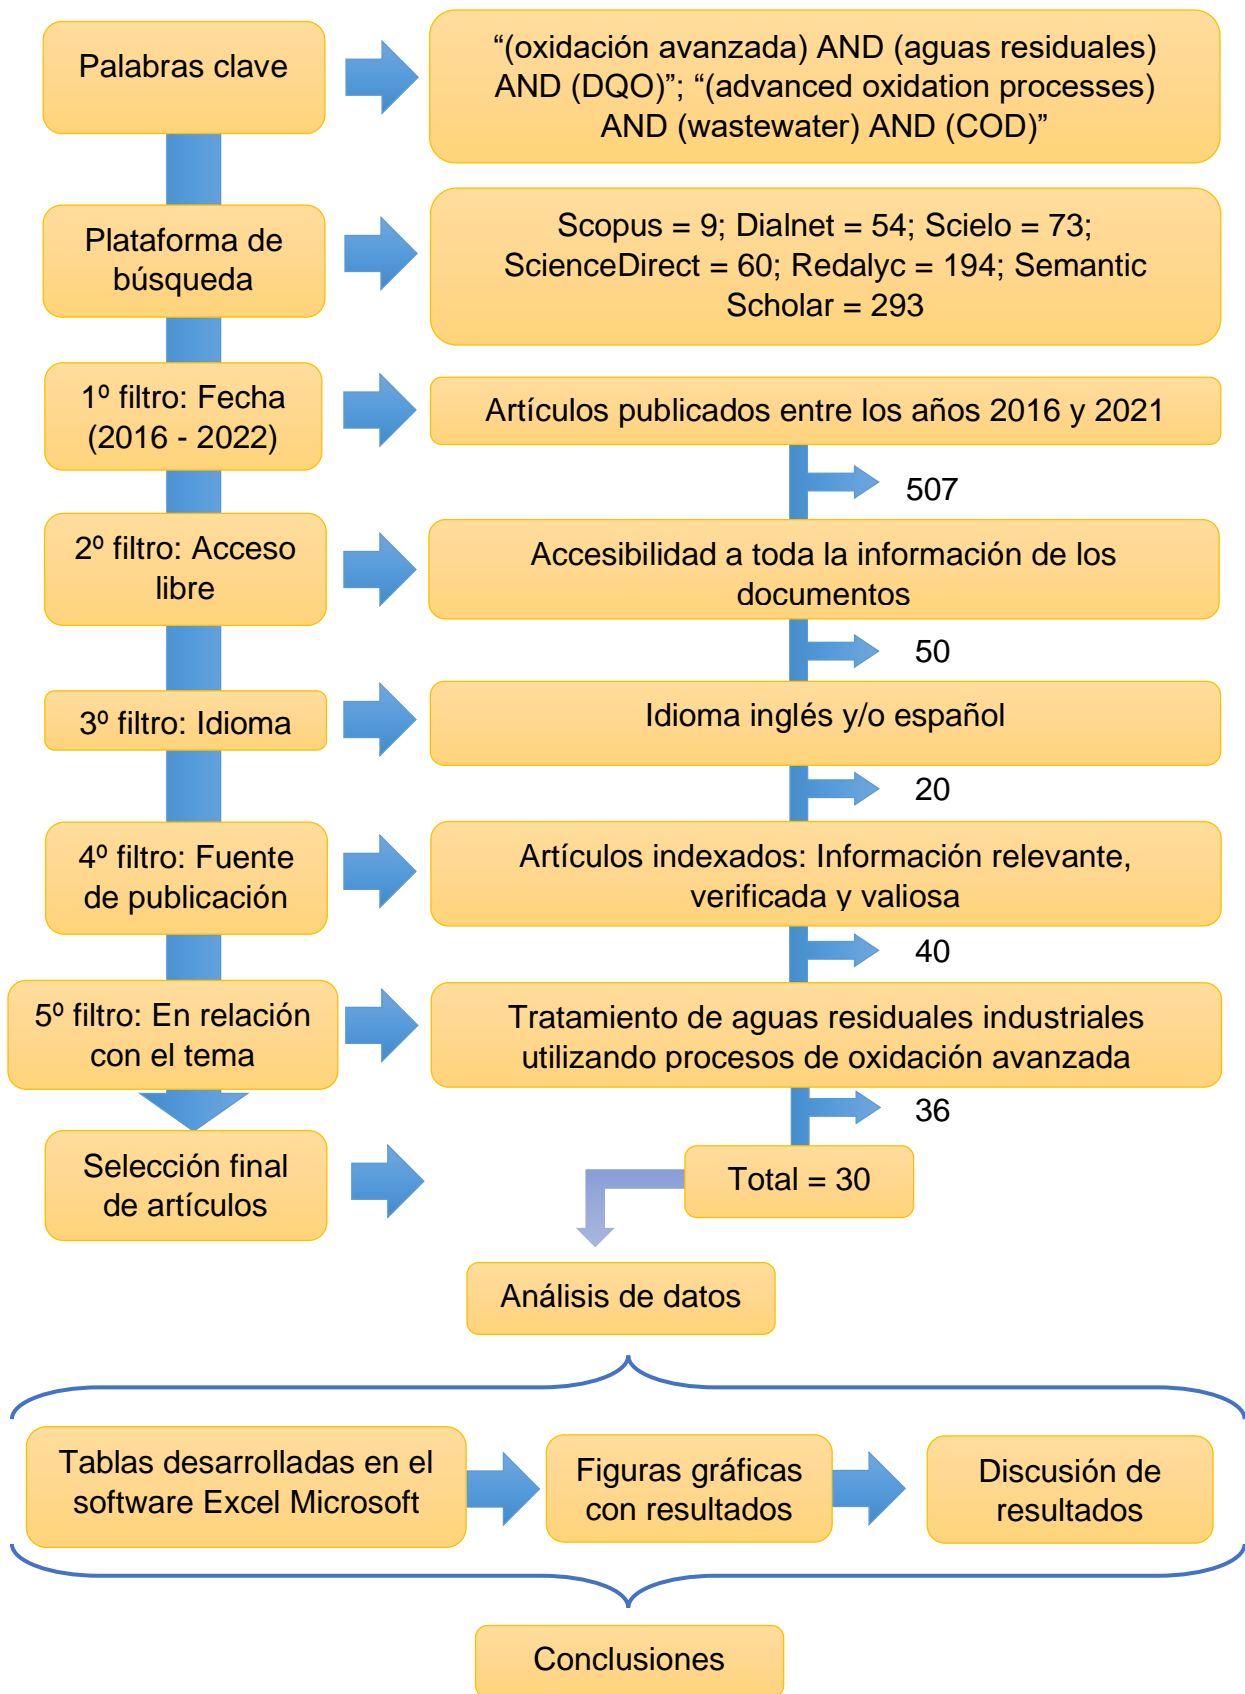 Palabras clave
“(oxidación avanzada) AND (aguas residuales)
AND (DQO)”; “(advanced oxidation processes)
AND (wastewater) AND (COD)”
Plataforma de
búsqueda
Scopus = 9; Dialnet = 54; Scielo = 73;
ScienceDirect = 60; Redalyc = 194; Semantic
Scholar = 293
1º filtro: Fecha
(2016 - 2022)
Artículos publicados entre los años 2016 y 2021
507
2º filtro: Acceso
libre
Accesibilidad a toda la información de los
documentos
50
3º filtro: Idioma
Idioma inglés y/o español
20
4º filtro: Fuente
de publicación
Artículos indexados: Información relevante,
verificada y valiosa
40
5º filtro: En relación
con el tema
Tratamiento de aguas residuales industriales
utilizando procesos de oxidación avanzada
36
Selección final
de artículos
Total = 30
Análisis de datos
Tablas desarrolladas en el
software Excel Microsoft
Figuras gráficas
con resultados
Discusión de
resultados
Conclusiones